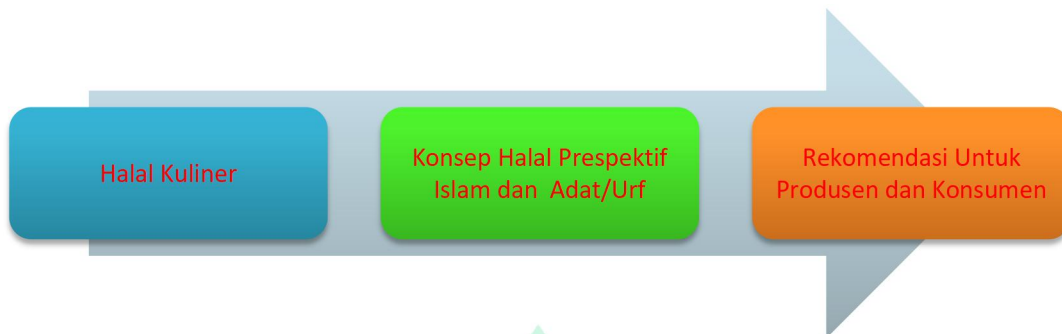 Halal Kuliner
Konsep Halal Prespektif
Islam dan Adat/Urf
Rekomendasi Untuk
Produsen dan Konsumen